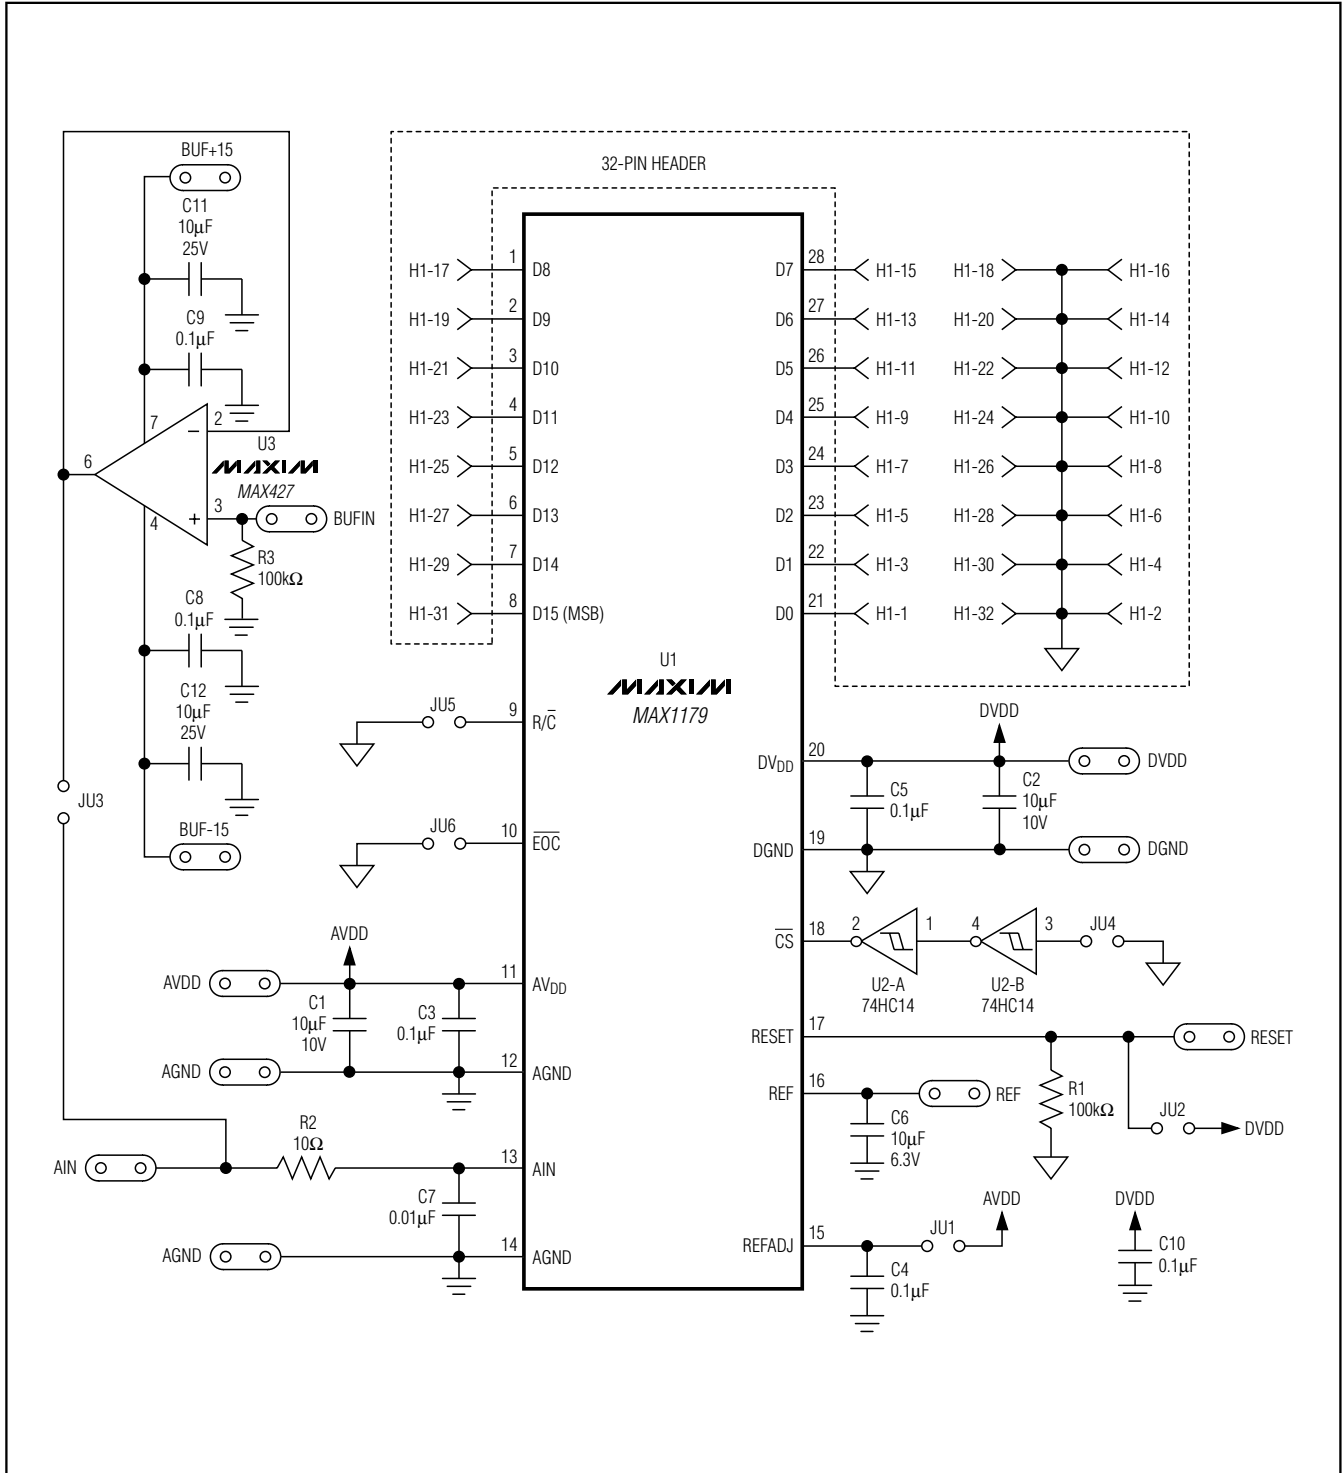 BUF+15
C11
10µF
25V
C9
0.1µF
7
2
−
U3
MAXIM
MAX427
6
3
+
4
BUFIN
R3
100kΩ
C8
0.1µF
C12
10µF
25V
JU3
BUF-15
32-PIN HEADER
H1-17 1 D8
H1-19 2 D9
H1-21 3 D10
H1-23 4 D11
H1-25 5 D12
H1-27 6 D13
H1-29 7 D14
H1-31 8 D15 (MSB)
D7 28 H1-15 H1-18 H1-16
D6 27 H1-13 H1-20 H1-14
D5 26 H1-11 H1-22 H1-12
D4 25 H1-9 H1-24 H1-10
D3 24 H1-7 H1-26 H1-8
D2 23 H1-5 H1-28 H1-6
D1 22 H1-3 H1-30 H1-4
D0 21 H1-1 H1-32 H1-2
U1
MAXIM
MAX1179
JU5 9 R/C̅
JU6 10 E̅O̅C̅
AVDD
AVDD 11 AVDD
C1
10µF
10V
C3
0.1µF
AGND 12 AGND
R2
10Ω
AIN 13 AIN
C7
0.01µF
AGND 14 AGND
DVDD
DVDD 20 DVDD
C5
0.1µF
C2
10µF
10V
DGND 19 DGND
C̅S̅ 18 2 1 4 3 JU4
U2-A
74HC14
U2-B
74HC14
RESET 17 RESET
REF 16 REF
R1
100kΩ
JU2
DVDD
C6
10µF
6.3V
AVDD
JU1
REFADJ 15
C4
0.1µF
DVDD
C10
0.1µF